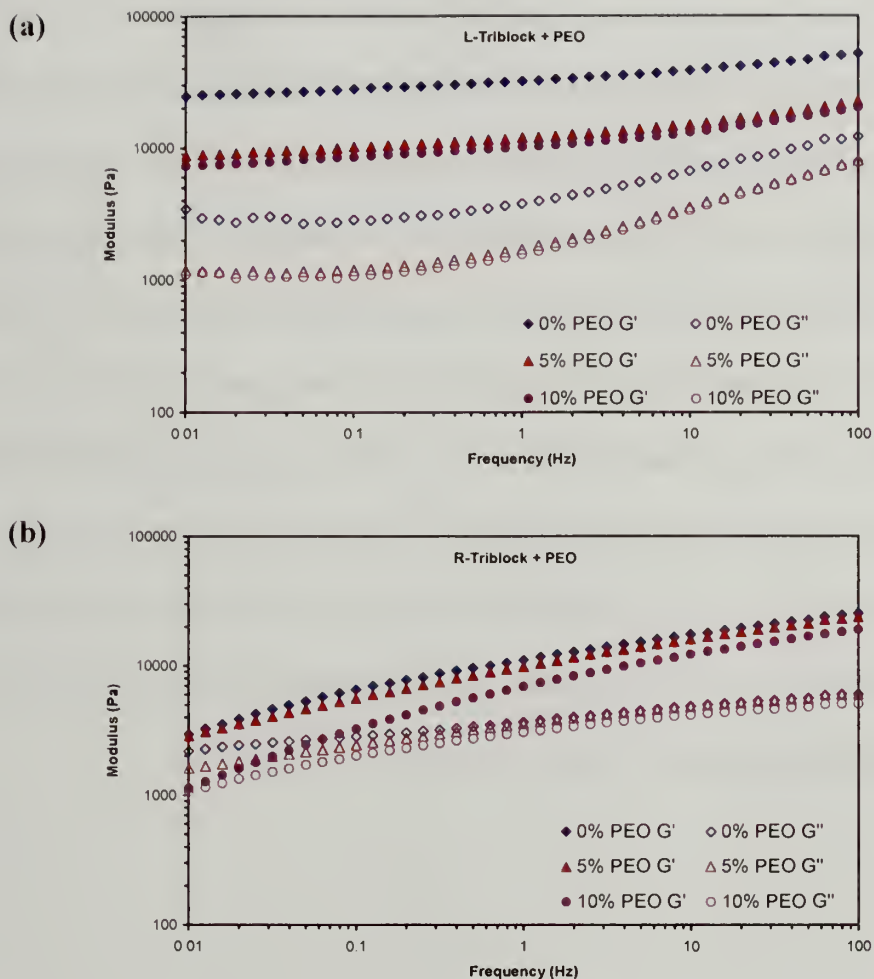 (a)
L-Triblock + PEO
100000
10000
1000
100
Modulus (Pa)
0% PEO G' 0% PEO G"
5% PEO G' 5% PEO G"
10% PEO G' 10% PEO G"
0 01 0 1 1 10 100
Frequency (Hz)
(b)
R-Triblock + PEO
100000
10000
1000
100
Modulus (Pa)
0% PEO G' 0% PEO G"
5% PEO G' 5% PEO G"
10% PEO G' 10% PEO G"
0 01 0.1 1 10 100
Frequency (Hz)